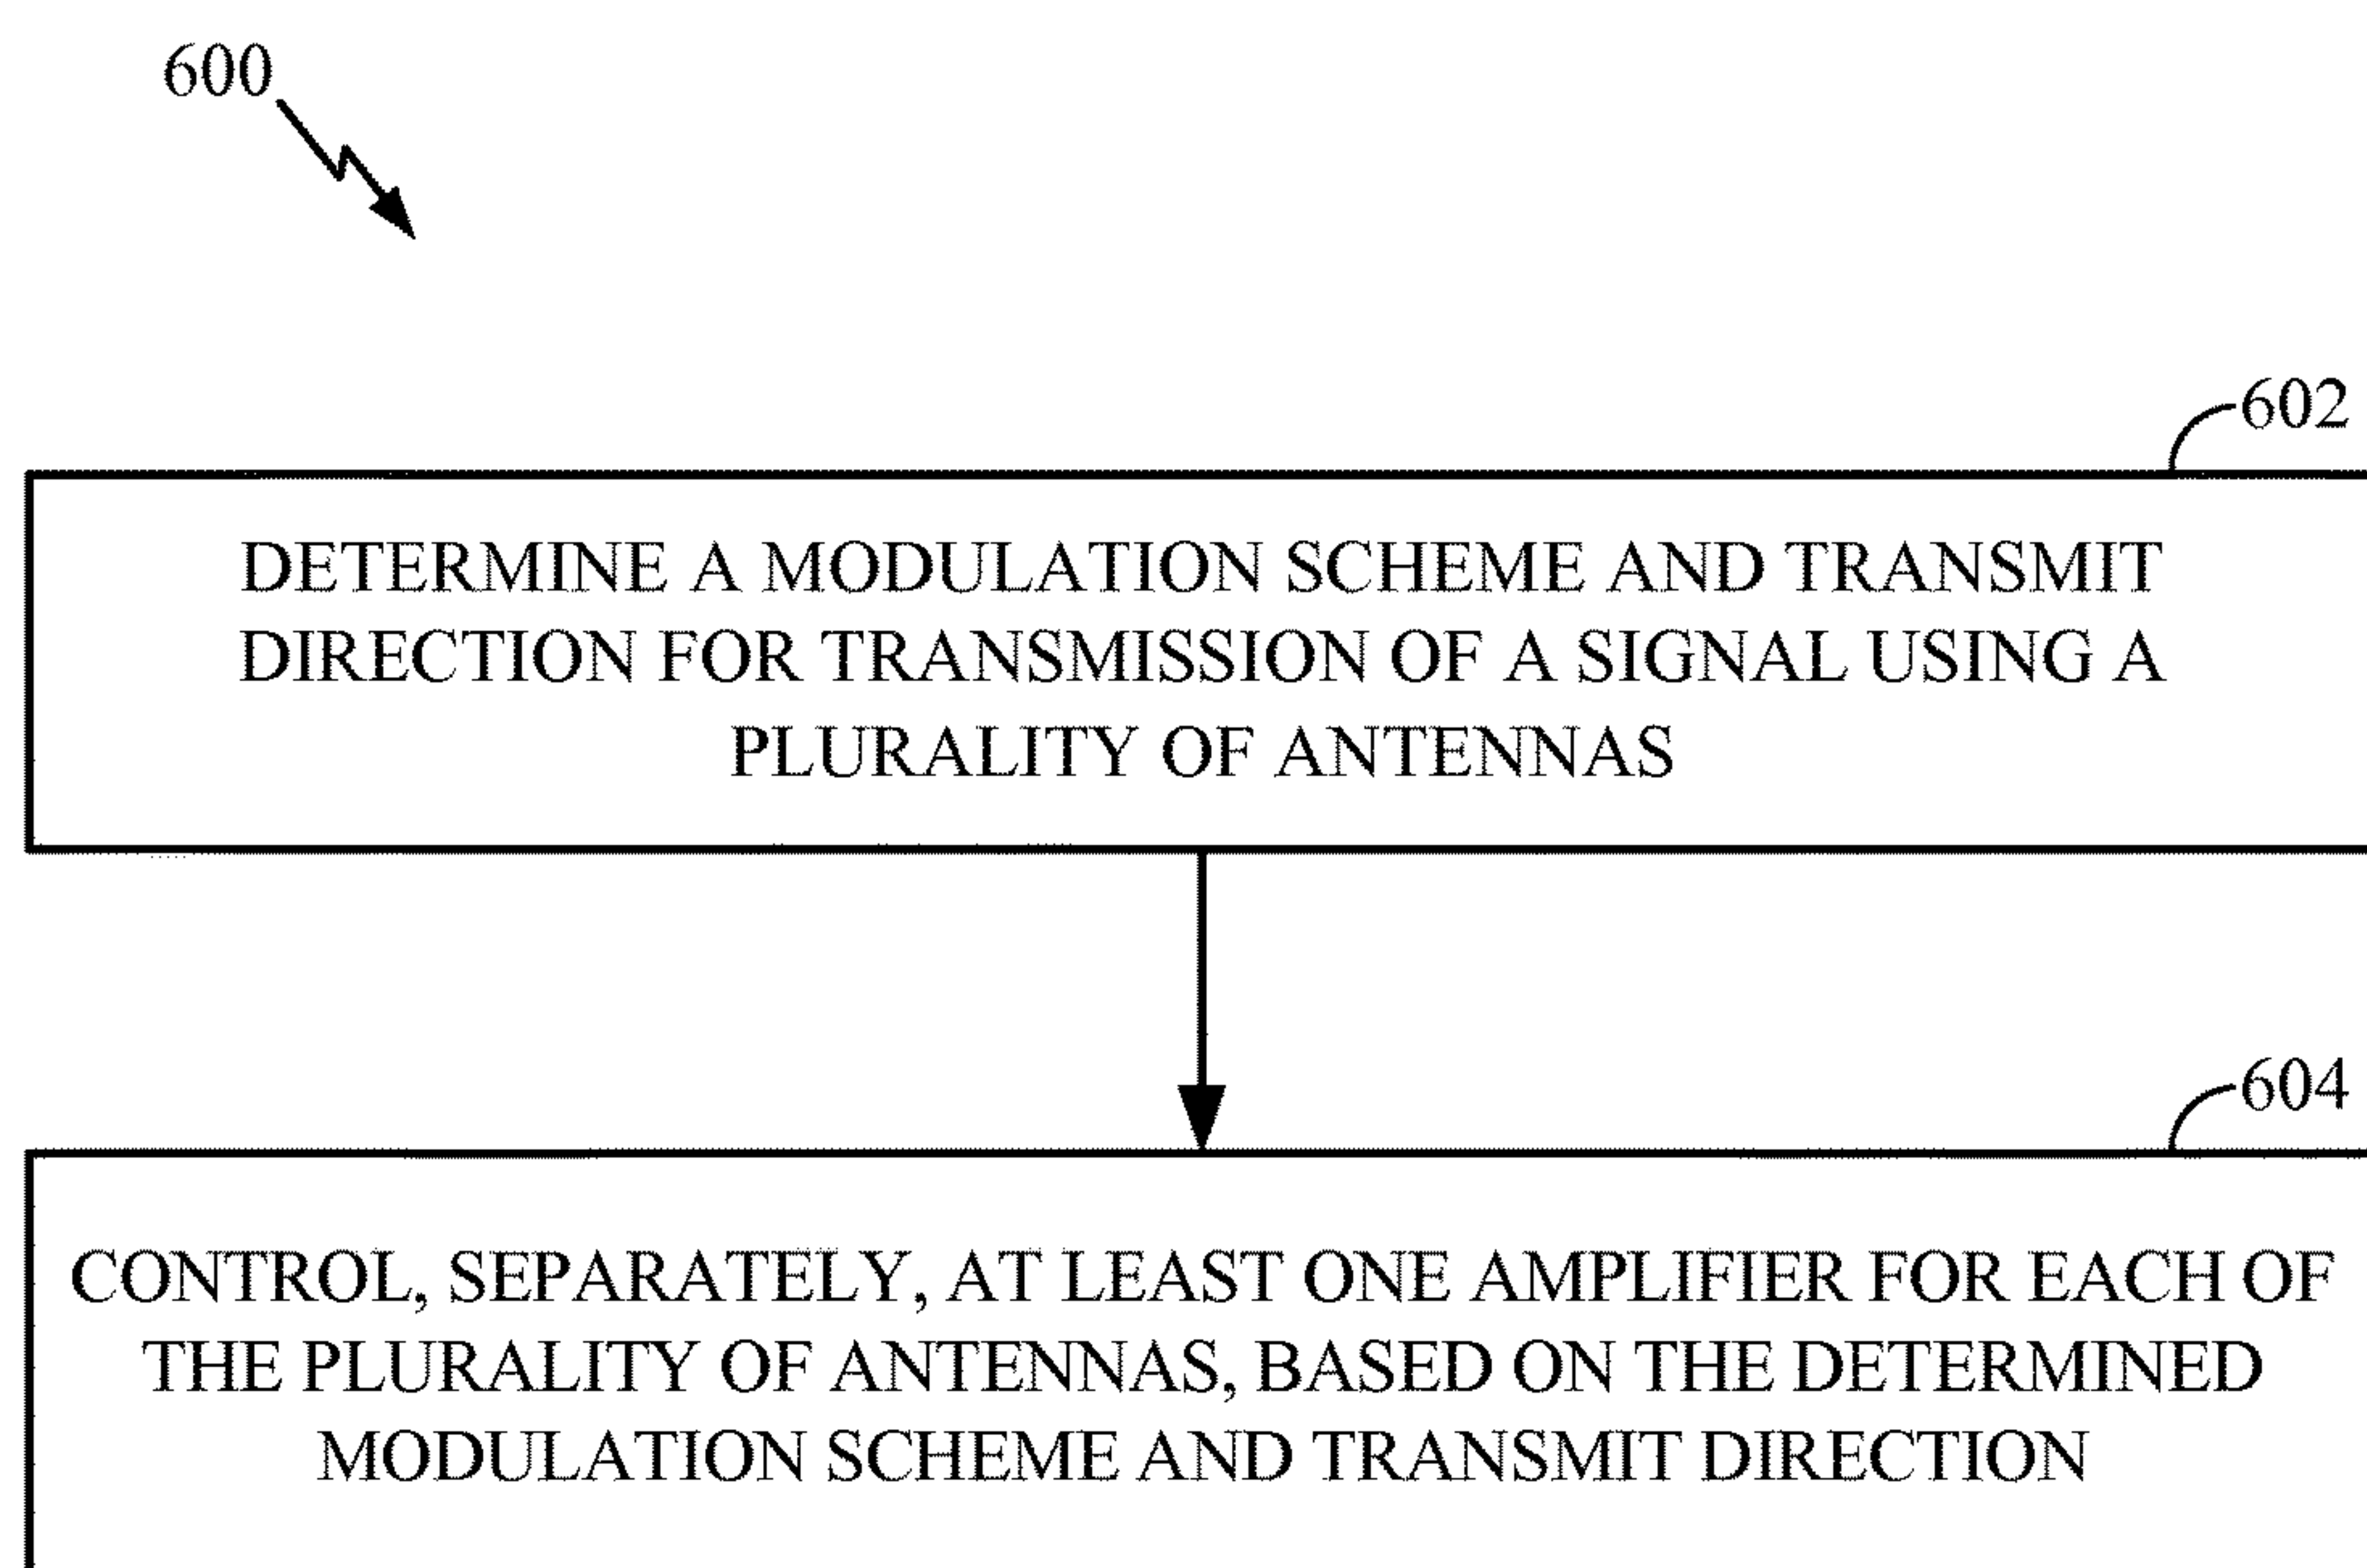 600
602
DETERMINE A MODULATION SCHEME AND TRANSMIT
DIRECTION FOR TRANSMISSION OF A SIGNAL USING A
PLURALITY OF ANTENNAS
604
CONTROL, SEPARATELY, AT LEAST ONE AMPLIFIER FOR EACH OF
THE PLURALITY OF ANTENNAS, BASED ON THE DETERMINED
MODULATION SCHEME AND TRANSMIT DIRECTION